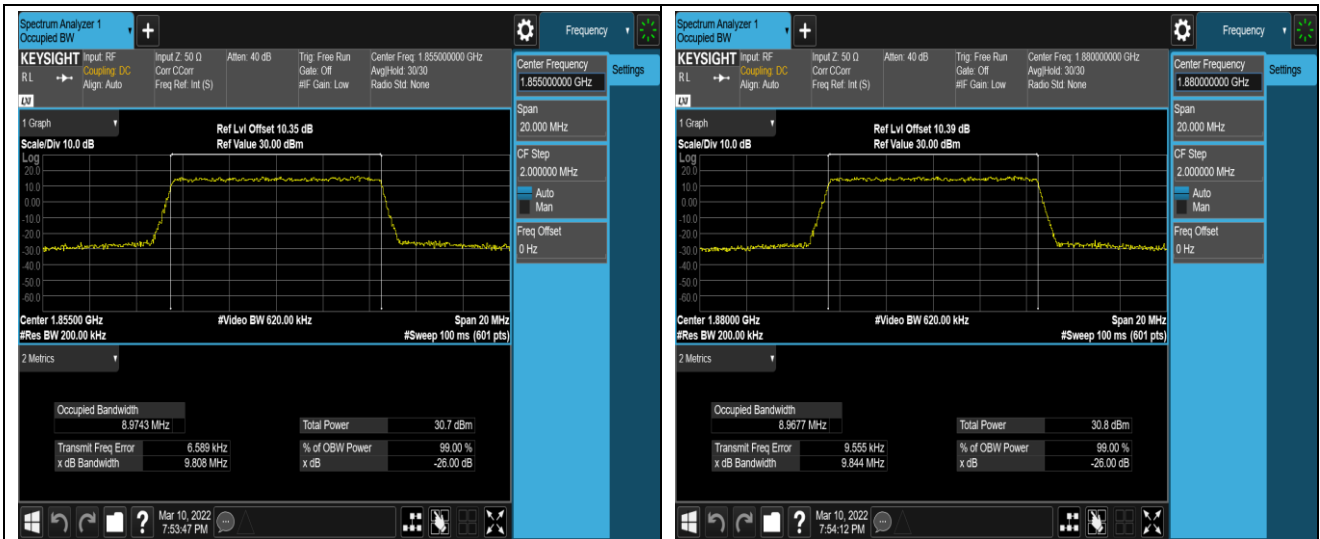 Spectrum Analyzer 1
Occupied BW
+
Frequency
KEYSIGHT
Input: RF
Coupling: DC
Align: Auto
Input Z: 50 Ω
Corr CCorr
Freq Ref: Int (S)
Atten: 40 dB
Trig: Free Run
Gate: Off
#IF Gain: Low
Center Freq: 1.855000000 GHz
Avg|Hold: 30/30
Radio Std: None
R L
LXI
Center Frequency
1.855000000 GHz
Settings
Span
20.000 MHz
CF Step
2.000000 MHz
Auto
Man
Freq Offset
0 Hz
1 Graph
Scale/Div 10.0 dB
Ref Lvl Offset 10.35 dB
Ref Value 30.00 dBm
Log
20.0
10.0
0.00
-10.0
-20.0
-30.0
-40.0
-50.0
-60.0
Center 1.85500 GHz
#Video BW 620.00 kHz
Span 20 MHz
#Res BW 200.00 kHz
#Sweep 100 ms (601 pts)
2 Metrics
Occupied Bandwidth
8.9743 MHz
Total Power 30.7 dBm
Transmit Freq Error 6.589 kHz
% of OBW Power 99.00 %
x dB Bandwidth 9.808 MHz
x dB -26.00 dB
?
Mar 10, 2022
7:53:47 PM
Spectrum Analyzer 1
Occupied BW
+
Frequency
KEYSIGHT
Input: RF
Coupling: DC
Align: Auto
Input Z: 50 Ω
Corr CCorr
Freq Ref: Int (S)
Atten: 40 dB
Trig: Free Run
Gate: Off
#IF Gain: Low
Center Freq: 1.880000000 GHz
Avg|Hold: 30/30
Radio Std: None
R L
LXI
Center Frequency
1.880000000 GHz
Settings
Span
20.000 MHz
CF Step
2.000000 MHz
Auto
Man
Freq Offset
0 Hz
1 Graph
Scale/Div 10.0 dB
Ref Lvl Offset 10.39 dB
Ref Value 30.00 dBm
Log
20.0
10.0
0.00
-10.0
-20.0
-30.0
-40.0
-50.0
-60.0
Center 1.88000 GHz
#Video BW 620.00 kHz
Span 20 MHz
#Res BW 200.00 kHz
#Sweep 100 ms (601 pts)
2 Metrics
Occupied Bandwidth
8.9677 MHz
Total Power 30.8 dBm
Transmit Freq Error 9.555 kHz
% of OBW Power 99.00 %
x dB Bandwidth 9.844 MHz
x dB -26.00 dB
?
Mar 10, 2022
7:54:12 PM